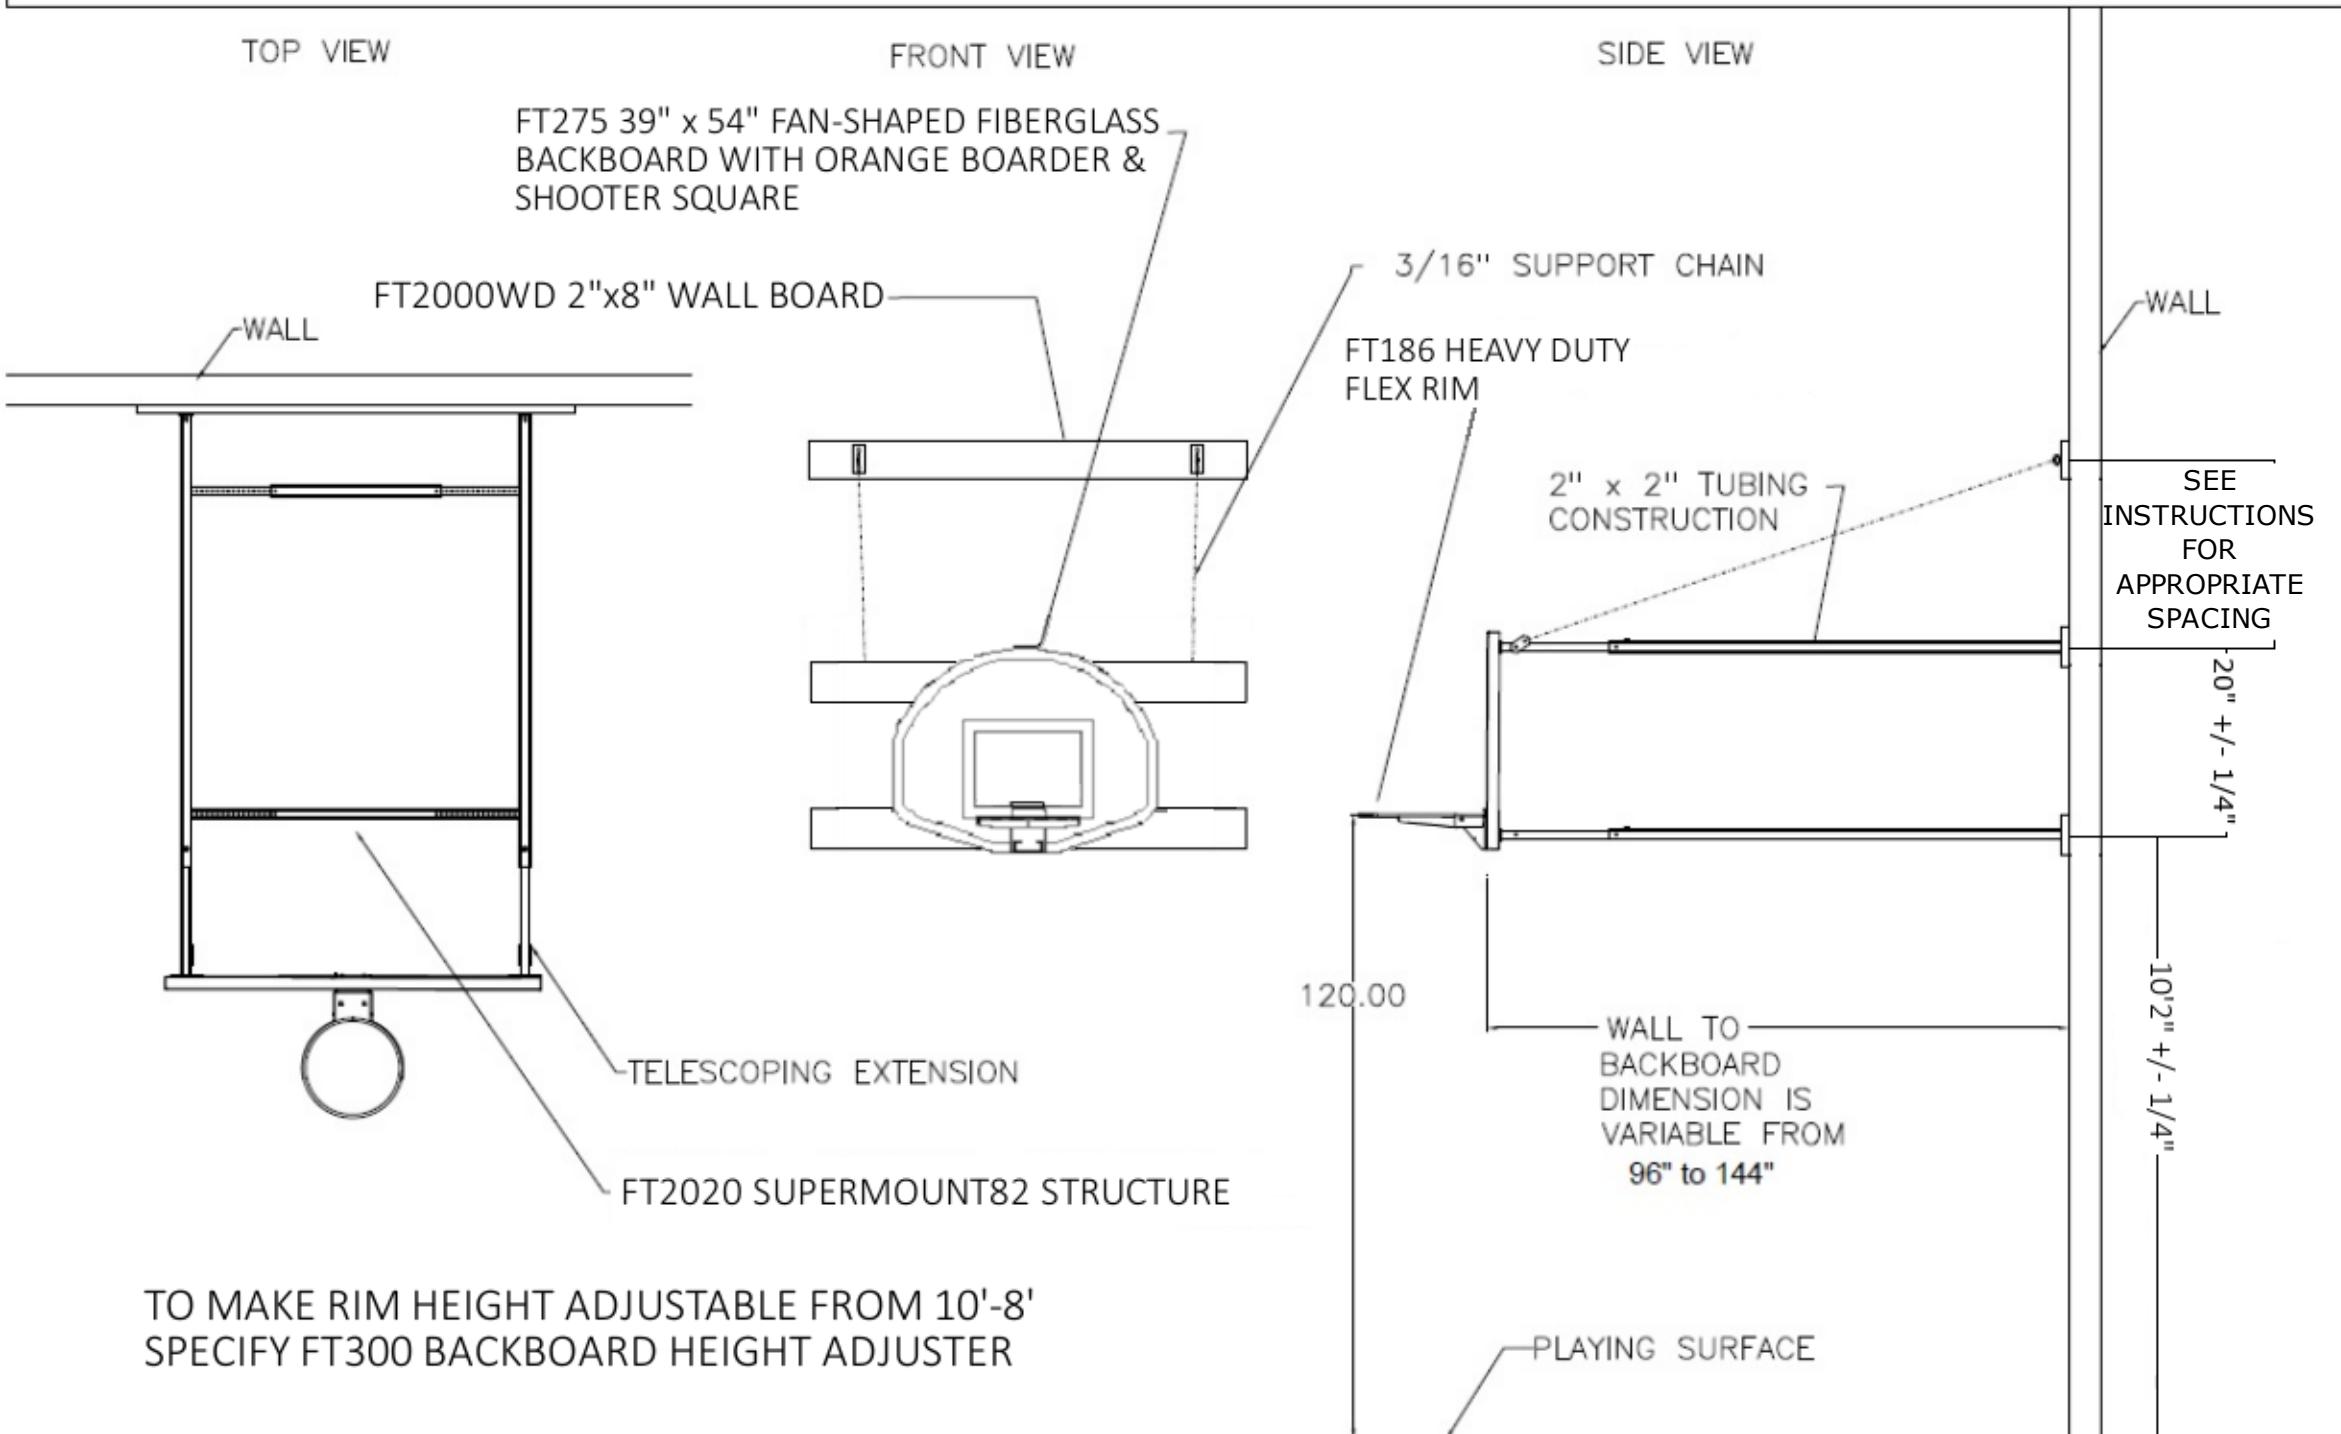 TOP VIEW
FRONT VIEW
SIDE VIEW
FT275 39" x 54" FAN-SHAPED FIBERGLASS
BACKBOARD WITH ORANGE BOARDER &
SHOOTER SQUARE
FT2000WD 2"x8" WALL BOARD
3/16" SUPPORT CHAIN
WALL
WALL
FT186 HEAVY DUTY
FLEX RIM
2" x 2" TUBING
CONSTRUCTION
SEE
INSTRUCTIONS
FOR
APPROPRIATE
SPACING
20" +/- 1/4"
120.00
10'2" +/- 1/4"
WALL TO
BACKBOARD
DIMENSION IS
VARIABLE FROM
96" to 144"
TELESCOPING EXTENSION
FT2020 SUPERMOUNT82 STRUCTURE
TO MAKE RIM HEIGHT ADJUSTABLE FROM 10'-8'
SPECIFY FT300 BACKBOARD HEIGHT ADJUSTER
PLAYING SURFACE